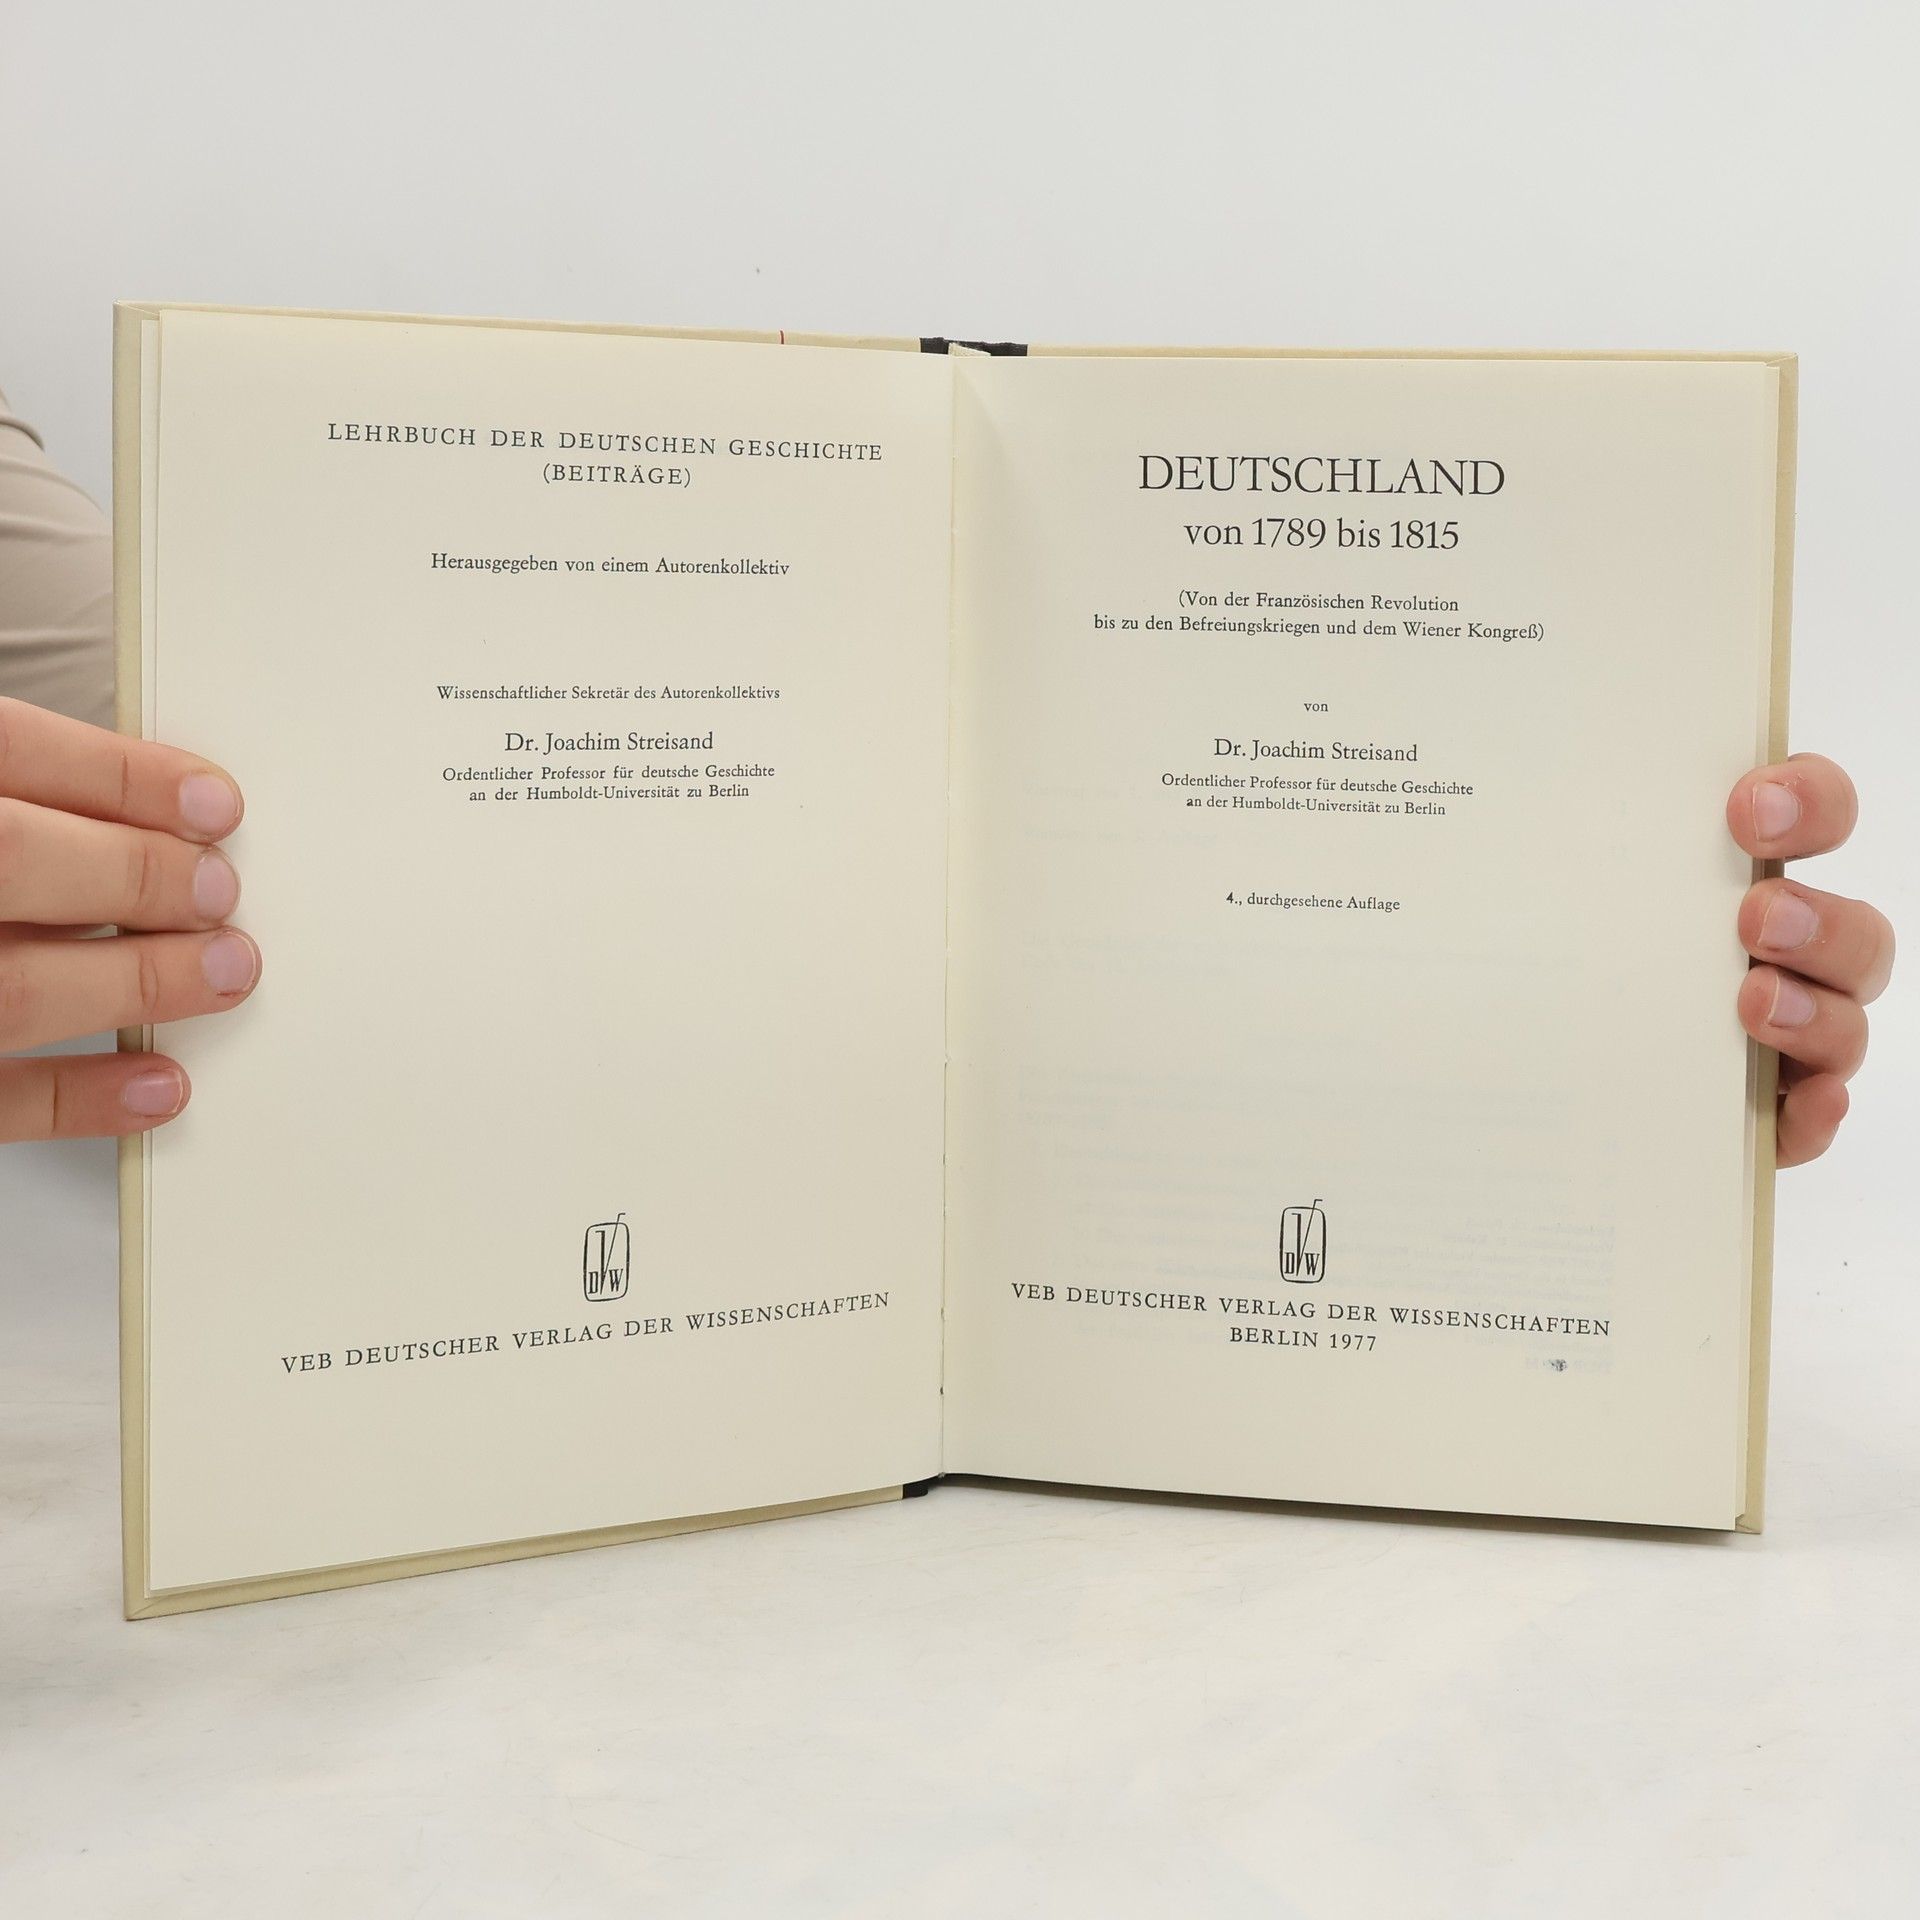 LEHRBUCH DER DEUTSCHEN GESCHICHTE
(BEITRÄGE)
Herausgegeben von einem Autorenkollektiv
Wissenschaftlicher Sekretär des Autorenkollektivs
Dr. Joachim Streisand
Ordentlicher Professor für deutsche Geschichte
an der Humboldt-Universität zu Berlin
DVW
VEB DEUTSCHER VERLAG DER WISSENSCHAFTEN
DEUTSCHLAND
von 1789 bis 1815
(Von der Französischen Revolution
bis zu den Befreiungskriegen und dem Wiener Kongreß)
von
Dr. Joachim Streisand
Ordentlicher Professor für deutsche Geschichte
an der Humboldt-Universität zu Berlin
4., durchgesehene Auflage
DVW
VEB DEUTSCHER VERLAG DER WISSENSCHAFTEN
BERLIN 1977